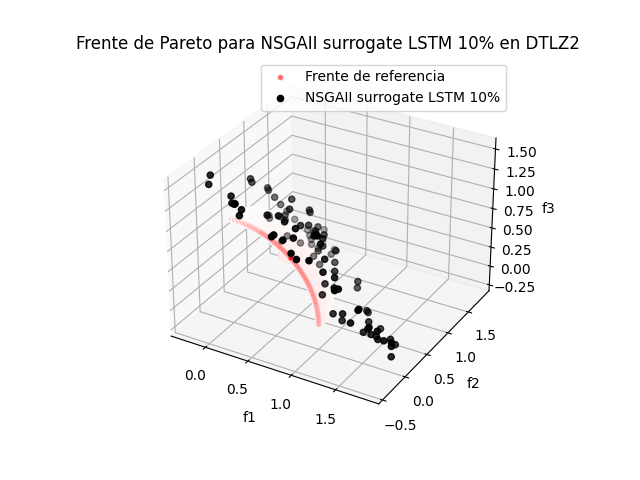 Frente de Pareto para NSGAII surrogate LSTM 10% en DTLZ2
Frente de referencia
NSGAII surrogate LSTM 10%
1.50
1.25
1.00
0.75
0.50
0.25
0.00
−0.25
f3
0.0
0.5
1.0
1.5
f1
−0.5
0.0
0.5
1.0
1.5
f2